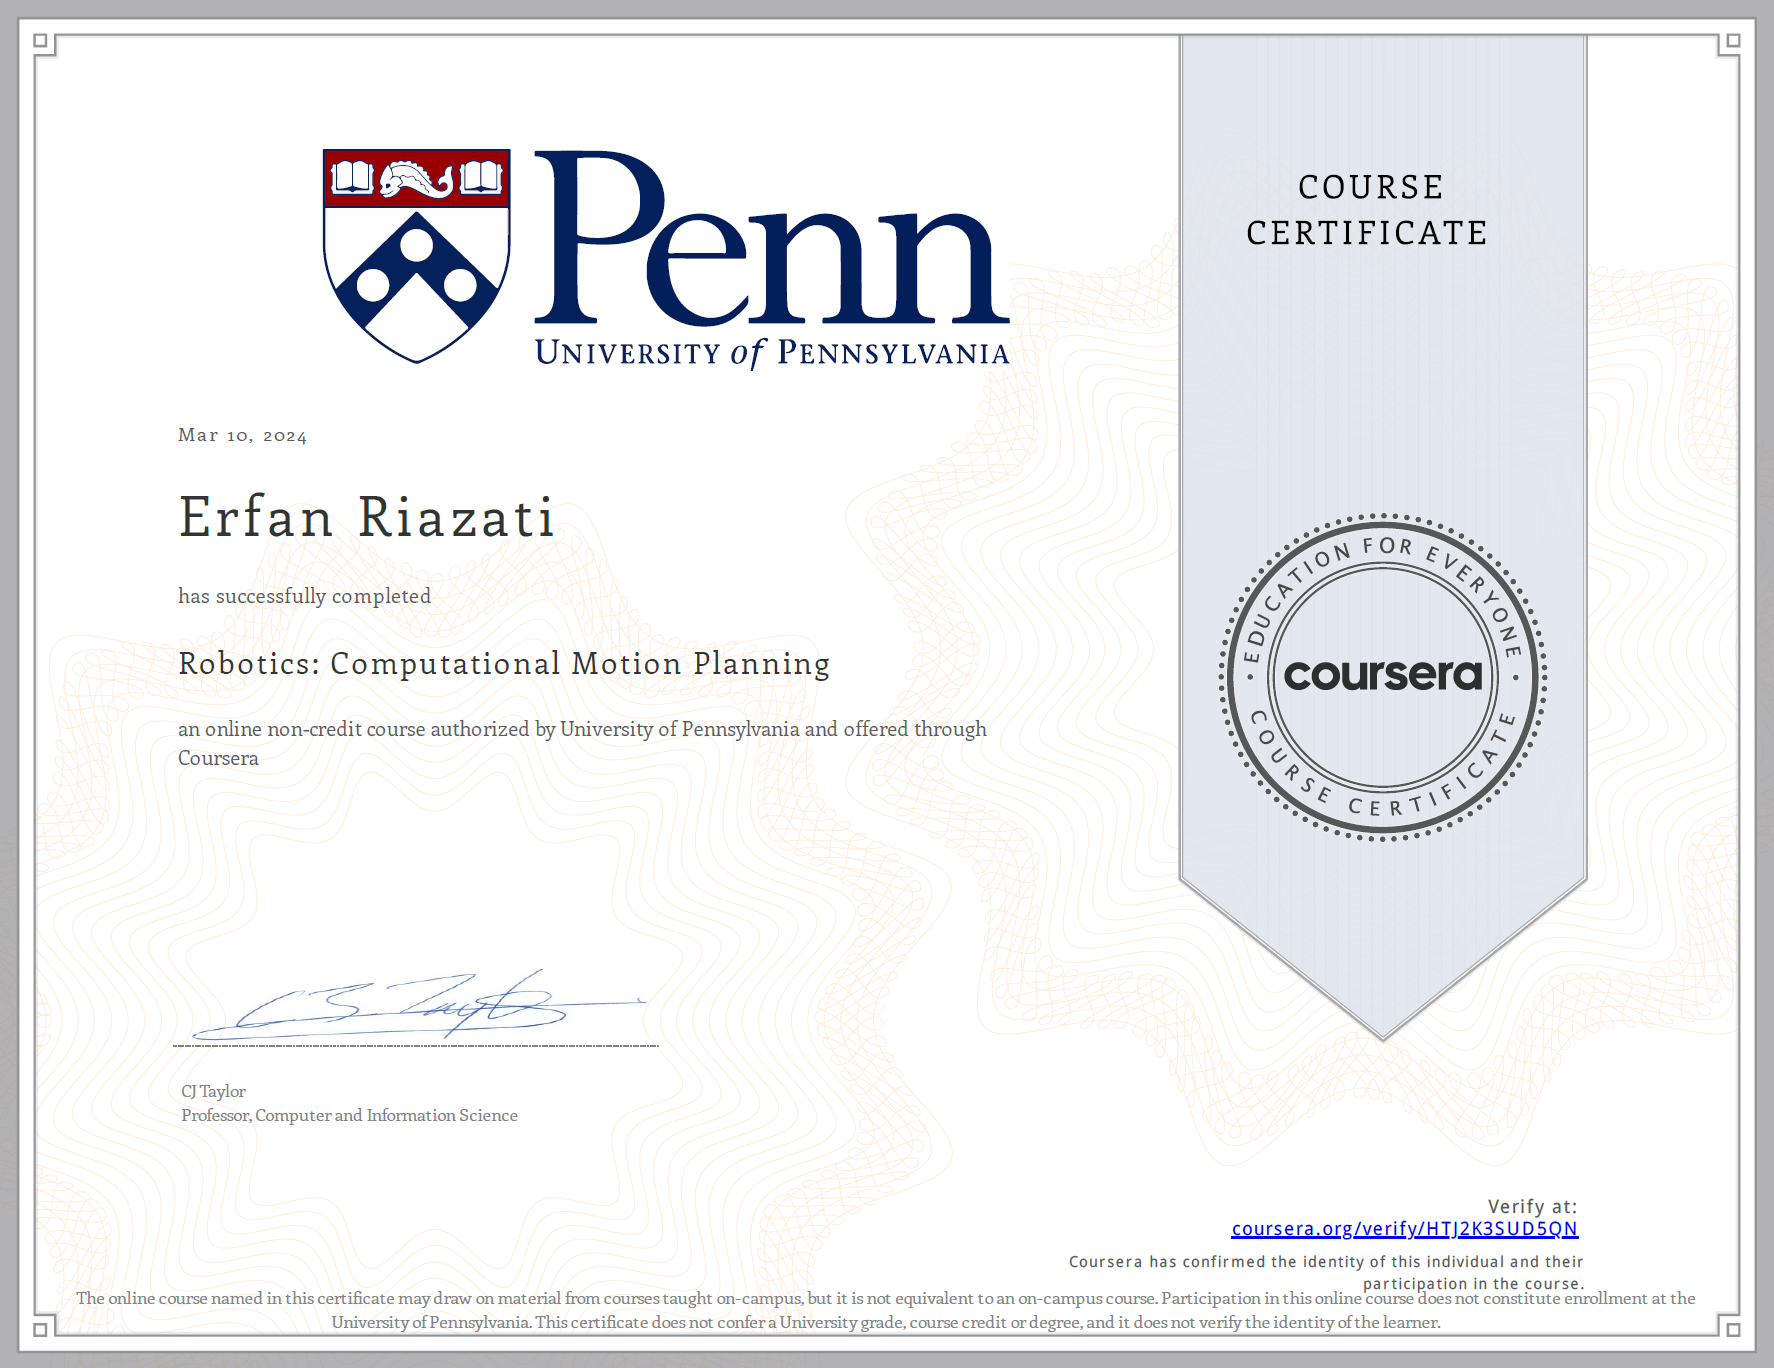 Penn
UNIVERSITY of PENNSYLVANIA
COURSE
CERTIFICATE
Mar 10, 2024
Erfan Riazati
has successfully completed
Robotics: Computational Motion Planning
an online non-credit course authorized by University of Pennsylvania and offered through
Coursera
EDUCATION FOR EVERYONE
coursera
COURSE CERTIFICATE
CJ Taylor
CJ Taylor
Professor, Computer and Information Science
Verify at:
coursera.org/verify/HTJ2K3SUD5QN
Coursera has confirmed the identity of this individual and their
participation in the course.
The online course named in this certificate may draw on material from courses taught on-campus, but it is not equivalent to an on-campus course. Participation in this online course does not constitute enrollment at the
University of Pennsylvania. This certificate does not confer a University grade, course credit or degree, and it does not verify the identity of the learner.